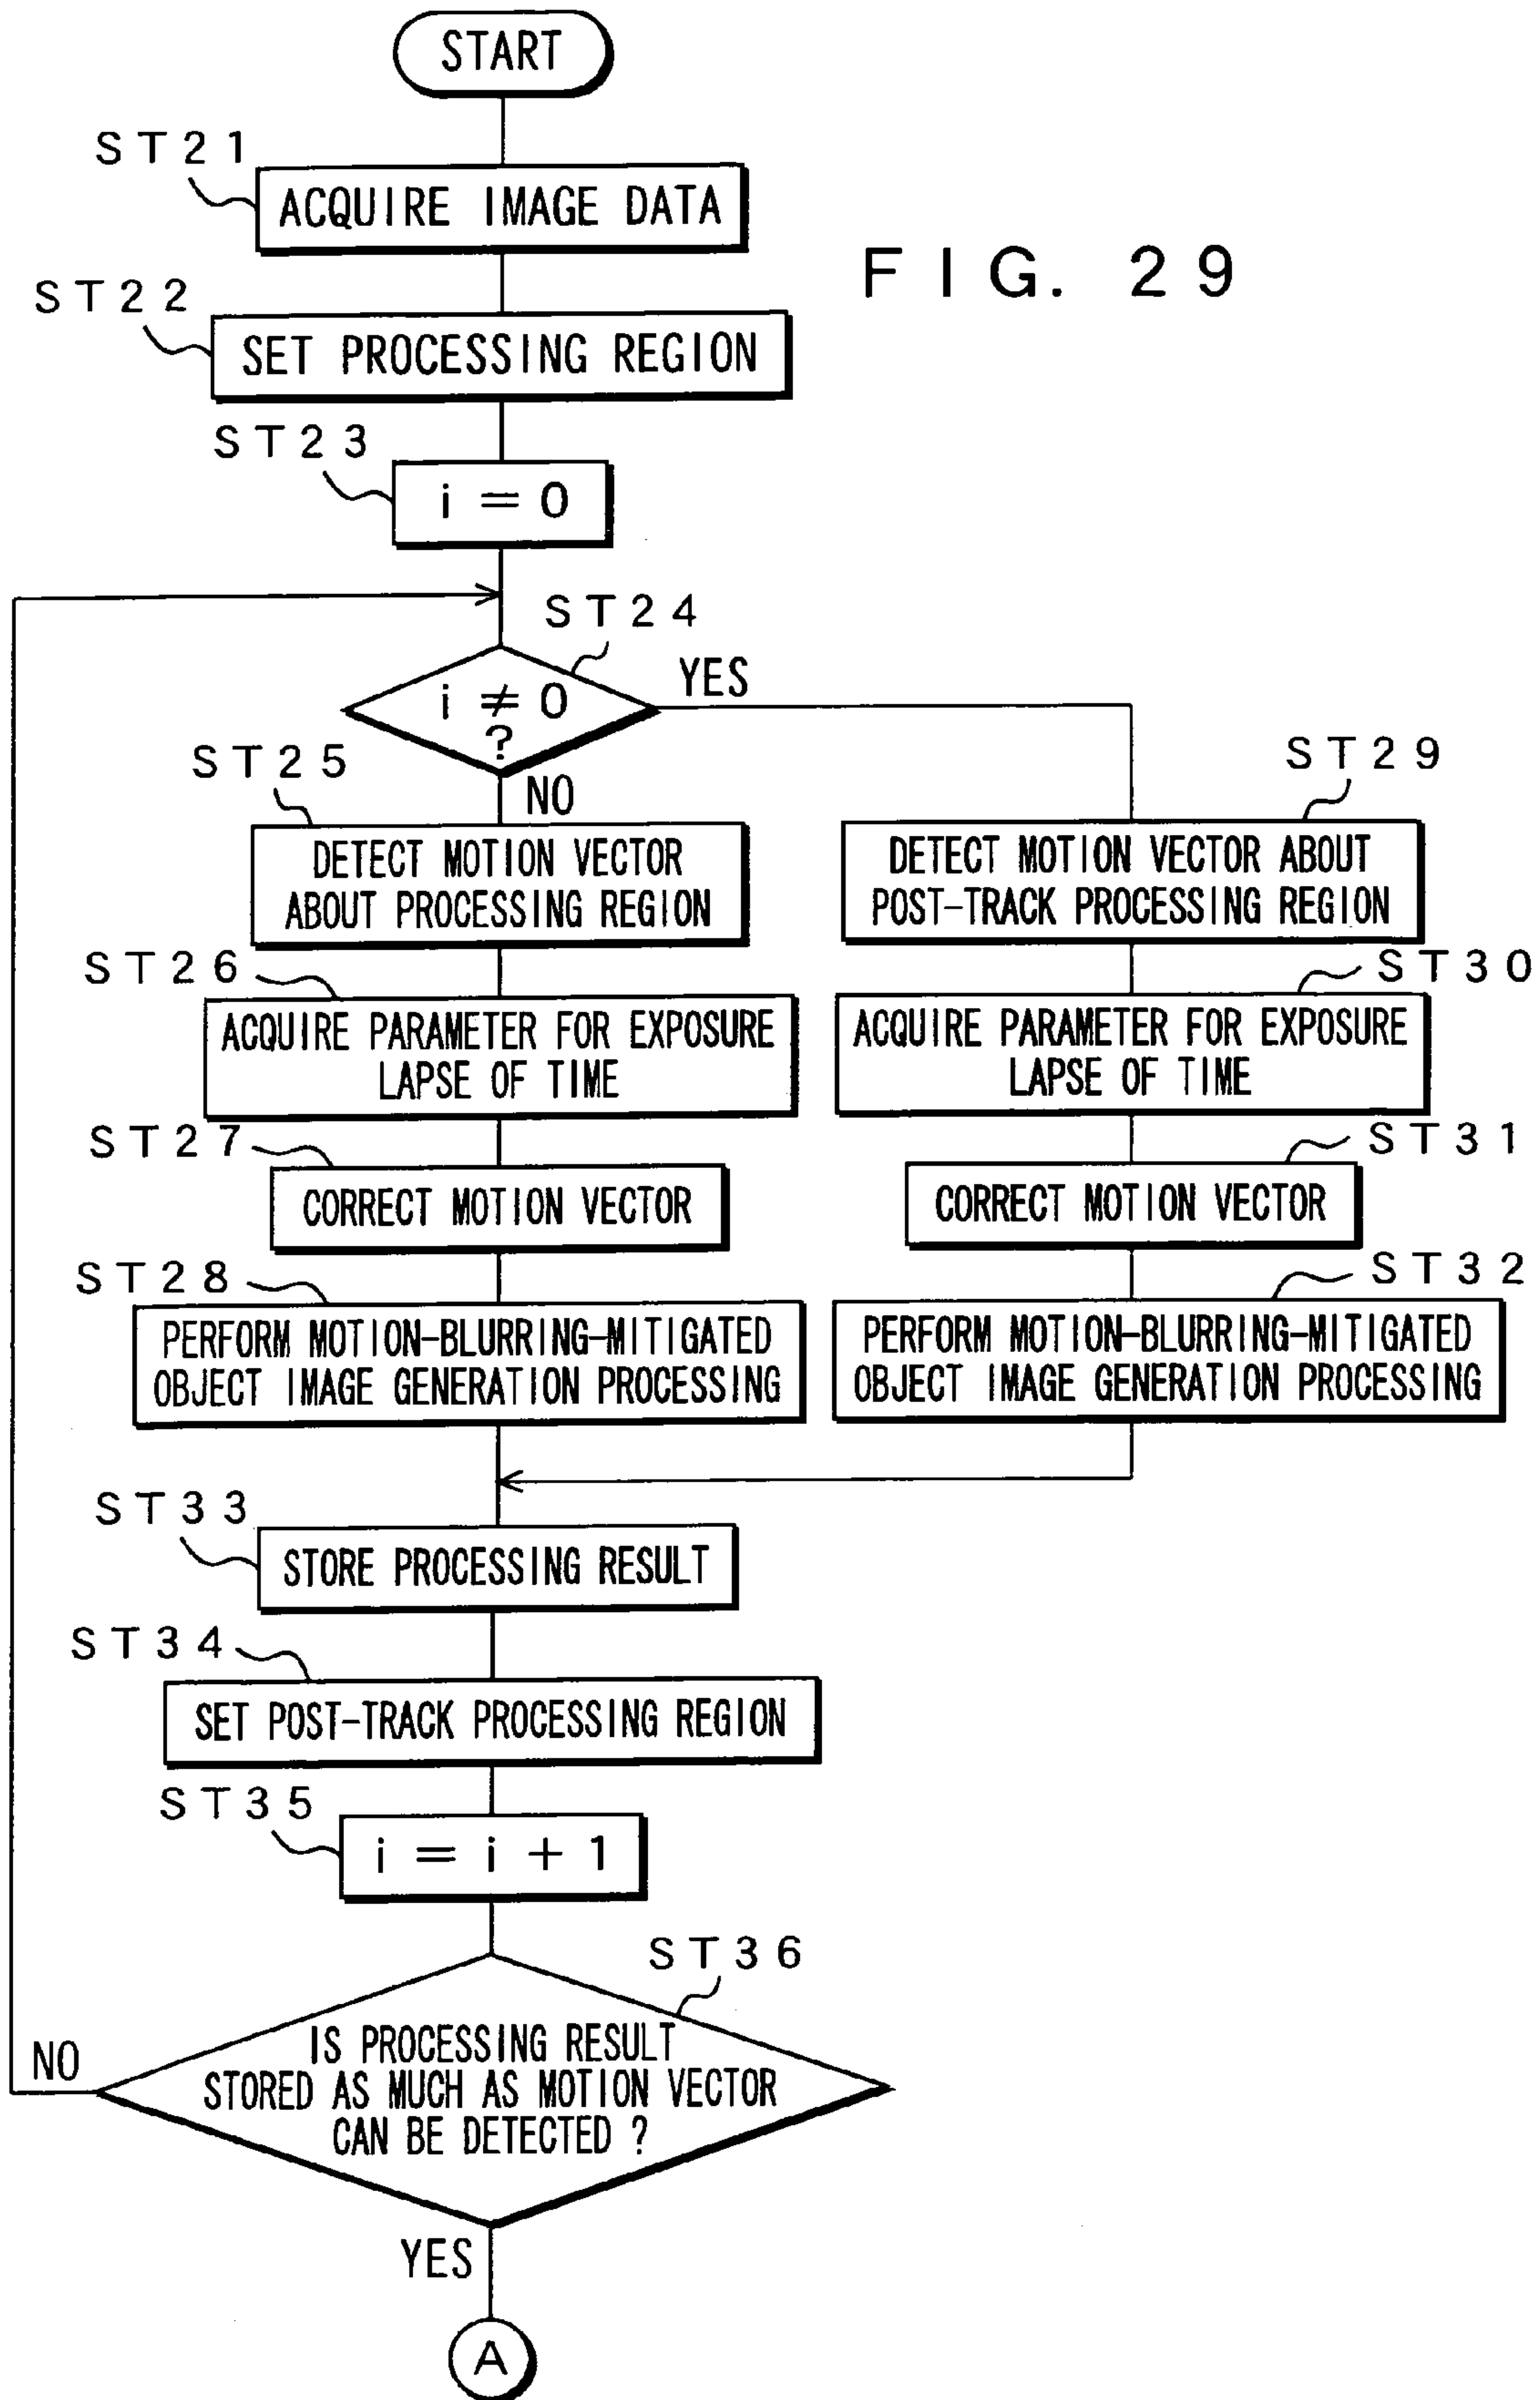 START
ST21
ACQUIRE IMAGE DATA
FIG. 29
ST22
SET PROCESSING REGION
ST23
i = 0
ST24
i ≠ 0
?
YES
NO
ST25
DETECT MOTION VECTOR
ABOUT PROCESSING REGION
ST29
DETECT MOTION VECTOR ABOUT
POST-TRACK PROCESSING REGION
ST26
ACQUIRE PARAMETER FOR EXPOSURE
LAPSE OF TIME
ST30
ACQUIRE PARAMETER FOR EXPOSURE
LAPSE OF TIME
ST27
CORRECT MOTION VECTOR
ST31
CORRECT MOTION VECTOR
ST28
PERFORM MOTION-BLURRING-MITIGATED
OBJECT IMAGE GENERATION PROCESSING
ST32
PERFORM MOTION-BLURRING-MITIGATED
OBJECT IMAGE GENERATION PROCESSING
ST33
STORE PROCESSING RESULT
ST34
SET POST-TRACK PROCESSING REGION
ST35
i = i + 1
ST36
IS PROCESSING RESULT
STORED AS MUCH AS MOTION VECTOR
CAN BE DETECTED ?
NO
YES
A